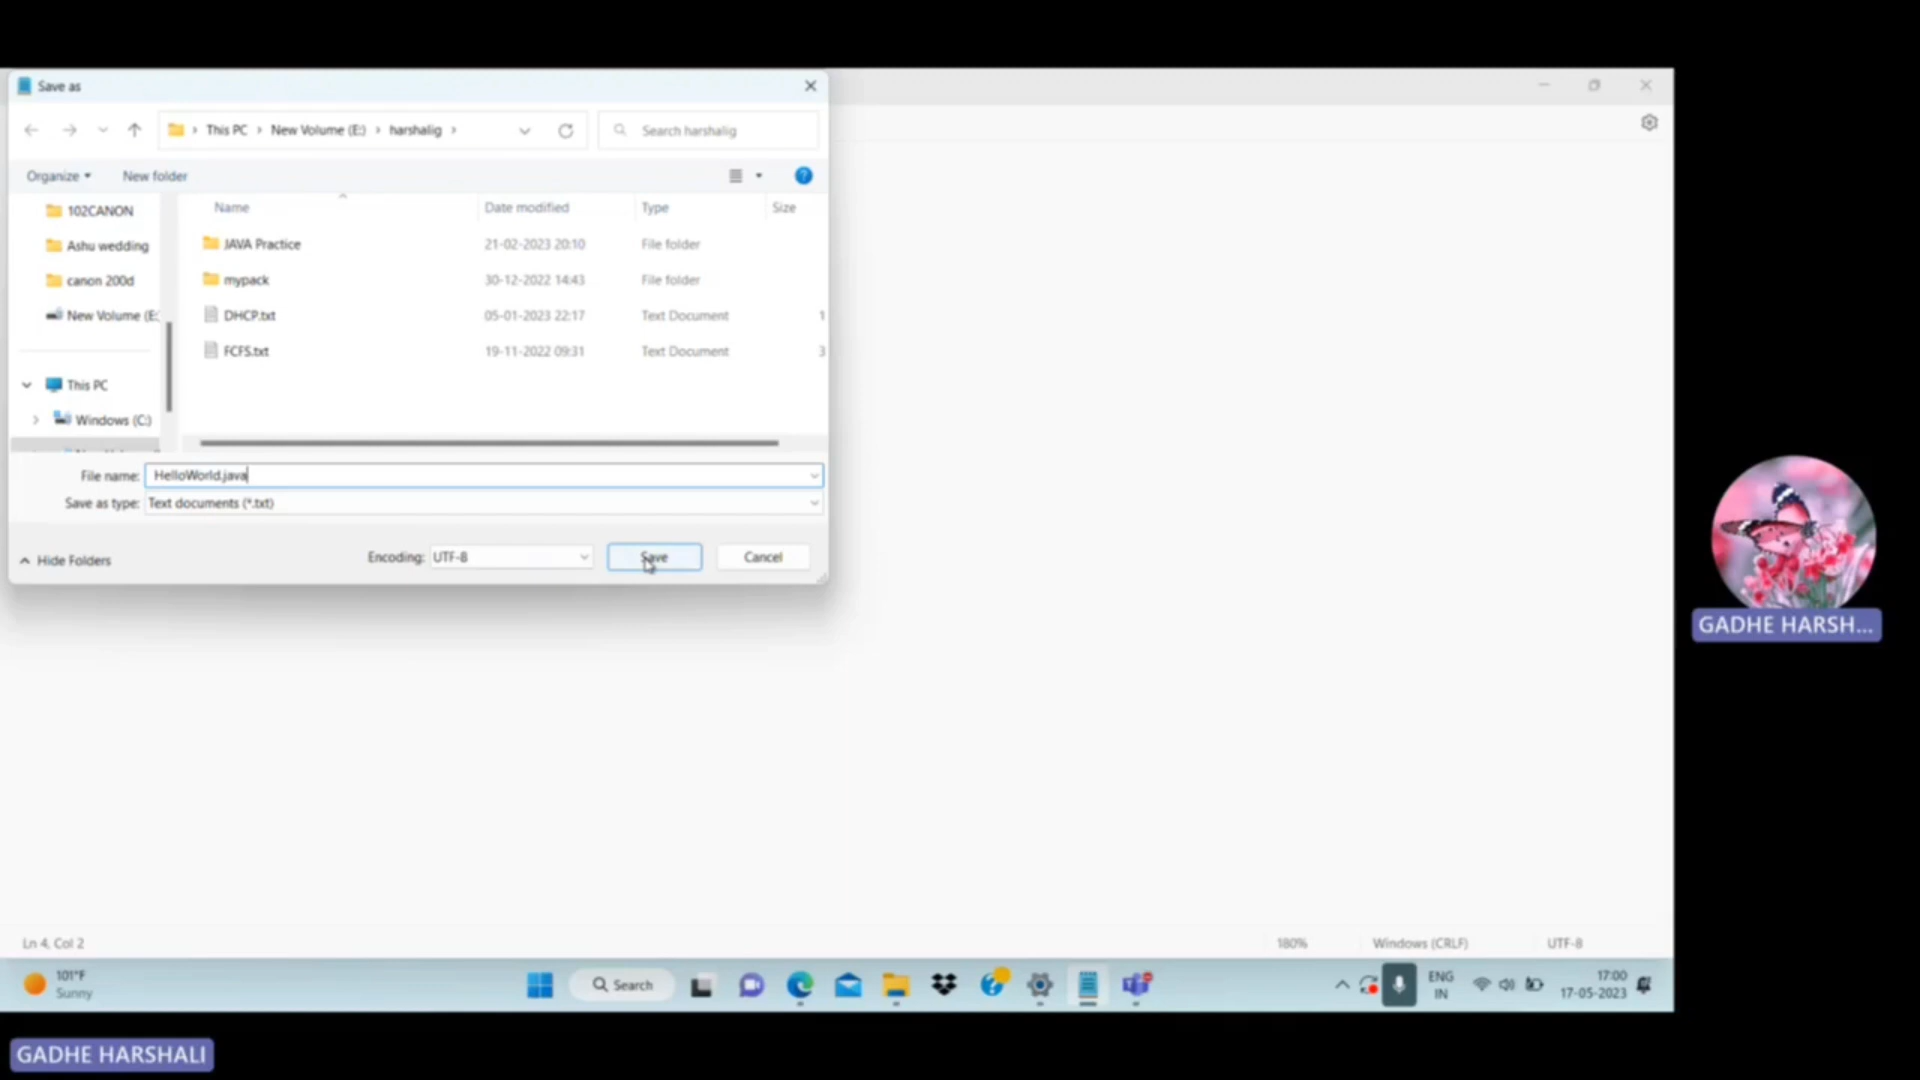 Save as
This PC > New Volume (E:) > harshalig >
Search harshalig
Organize
New folder
Name
Date modified
Type
Size
102CANON
Ashu wedding
canon 200d
New Volume (E:
This PC
Windows (C:)
JAVA Practice 21-02-2023 20:10 File folder
mypack 30-12-2022 14:43 File folder
DHCP.txt 05-01-2023 22:17 Text Document 1
FCFS.txt 19-11-2022 09:31 Text Document 3
File name: HelloWorld.java
Save as type: Text documents (*.txt)
Hide Folders
Encoding: UTF-8
Save
Cancel
GADHE HARSH...
Ln 4, Col 2
180%
Windows (CRLF)
UTF-8
101°F
Sunny
Search
ENG
IN
17:00
17-05-2023
GADHE HARSHALI